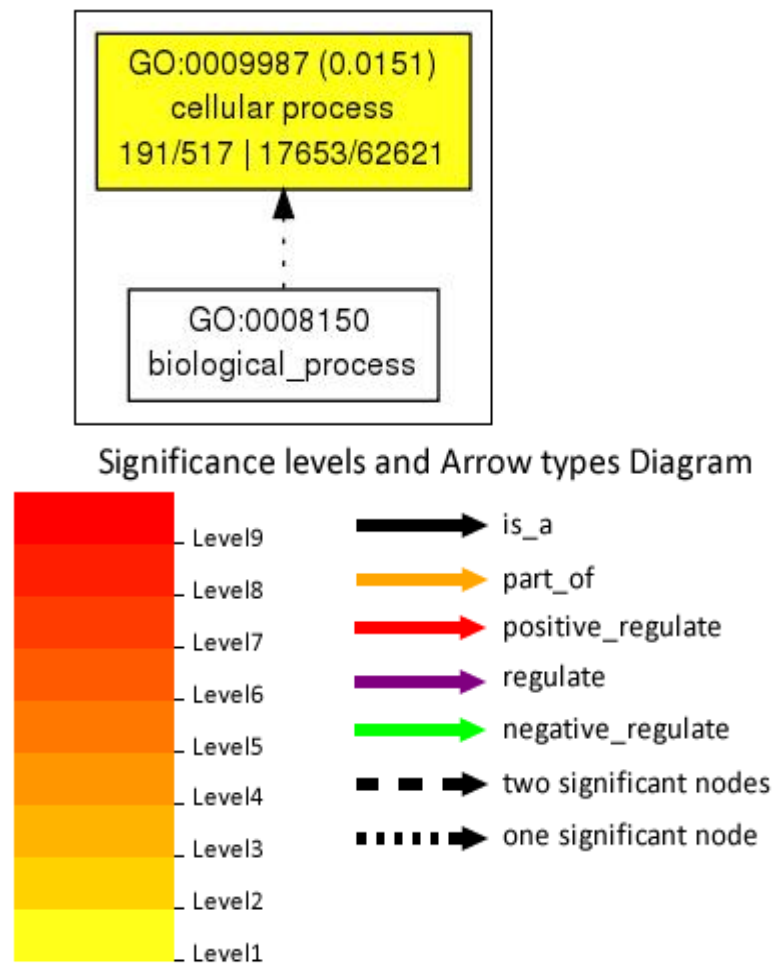 GO:0009987 (0.0151)
cellular process
191/517 | 17653/62621
GO:0008150
biological_process
Significance levels and Arrow types Diagram
Level9
Level8
Level7
Level6
Level5
Level4
Level3
Level2
Level1
is_a
part_of
positive_regulate
regulate
negative_regulate
two significant nodes
one significant node